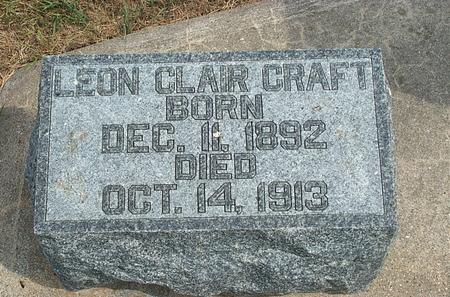 LEON CLAIR CRAFT
BORN
DEC. 11, 1892
DIED
OCT. 14, 1913